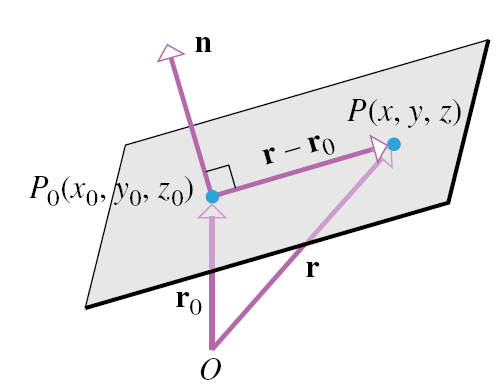 n
P(x, y, z)
r – r₀
P₀(x₀, y₀, z₀)
r
r₀
O